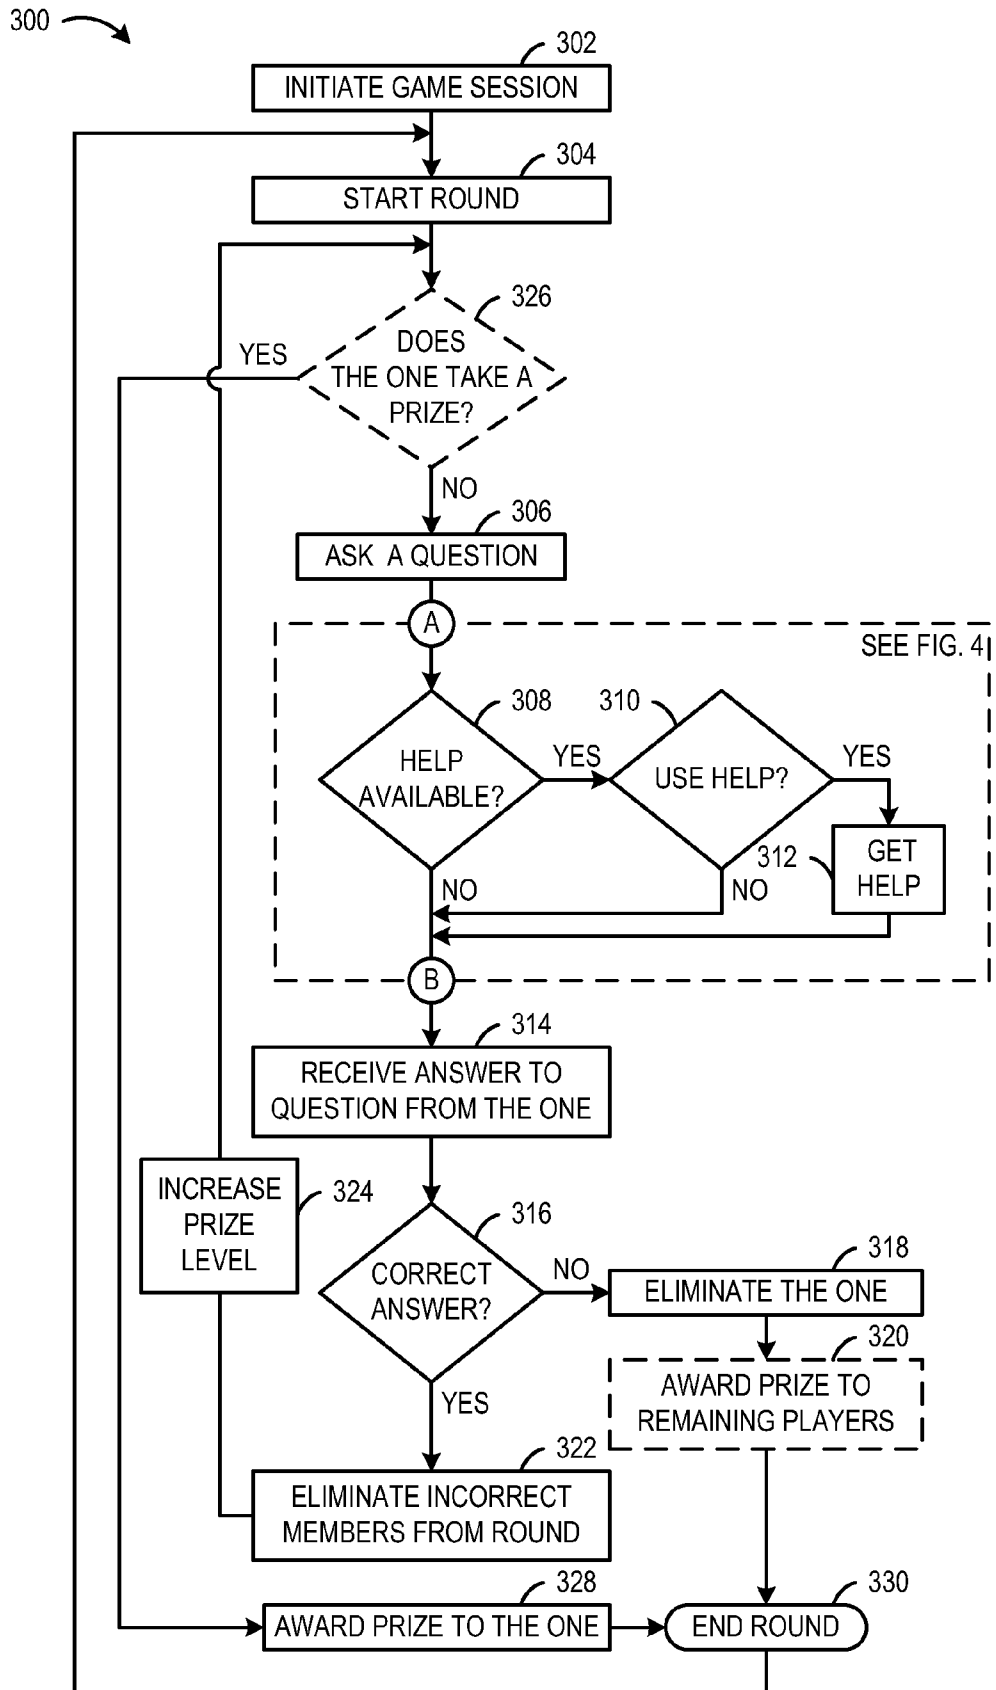 300
302
INITIATE GAME SESSION
304
START ROUND
326
YES
DOES
THE ONE TAKE A
PRIZE?
NO
306
ASK A QUESTION
A
SEE FIG. 4
308
310
HELP
AVAILABLE?
YES
USE HELP?
YES
312
GET
HELP
NO
NO
B
314
RECEIVE ANSWER TO
QUESTION FROM THE ONE
INCREASE
PRIZE
LEVEL
324
316
CORRECT
ANSWER?
NO
318
ELIMINATE THE ONE
320
AWARD PRIZE TO
REMAINING PLAYERS
YES
322
ELIMINATE INCORRECT
MEMBERS FROM ROUND
328
AWARD PRIZE TO THE ONE
330
END ROUND